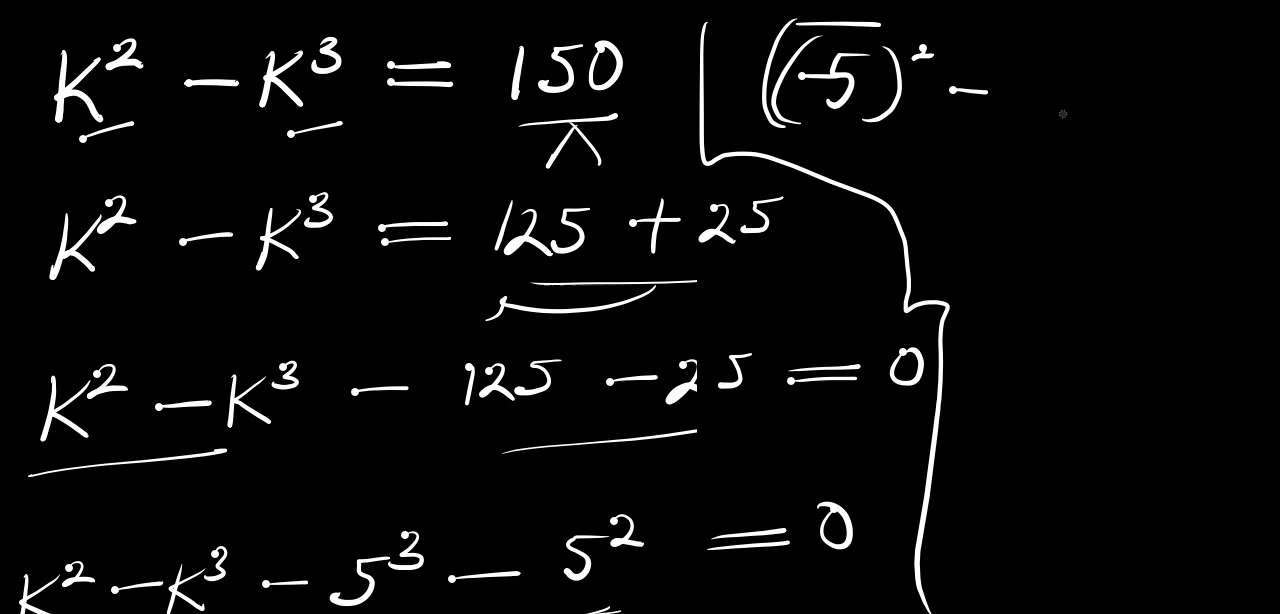 K² - K³ = 150
K² - K³ = 125 + 25
K² - K³ - 125 - 25 = 0
K² - K³ - 5³ - 5² = 0
((-5)² -